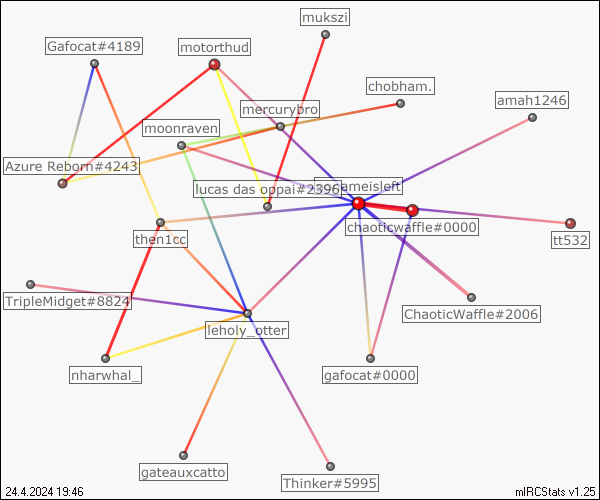 mukszi
Gafocat#4189
motorthud
chobham.
amah1246
mercurybro
moonraven
Azure Reborn#4243
lucas das oppai#2396
ameisleft
chaoticwaffle#0000
then1cc
tt532
TripleMidget#8824
ChaoticWaffle#2006
leholy_otter
nharwhal_
gafocat#0000
gateauxcatto
Thinker#5995
24.4.2024 19:46
mIRCStats v1.25